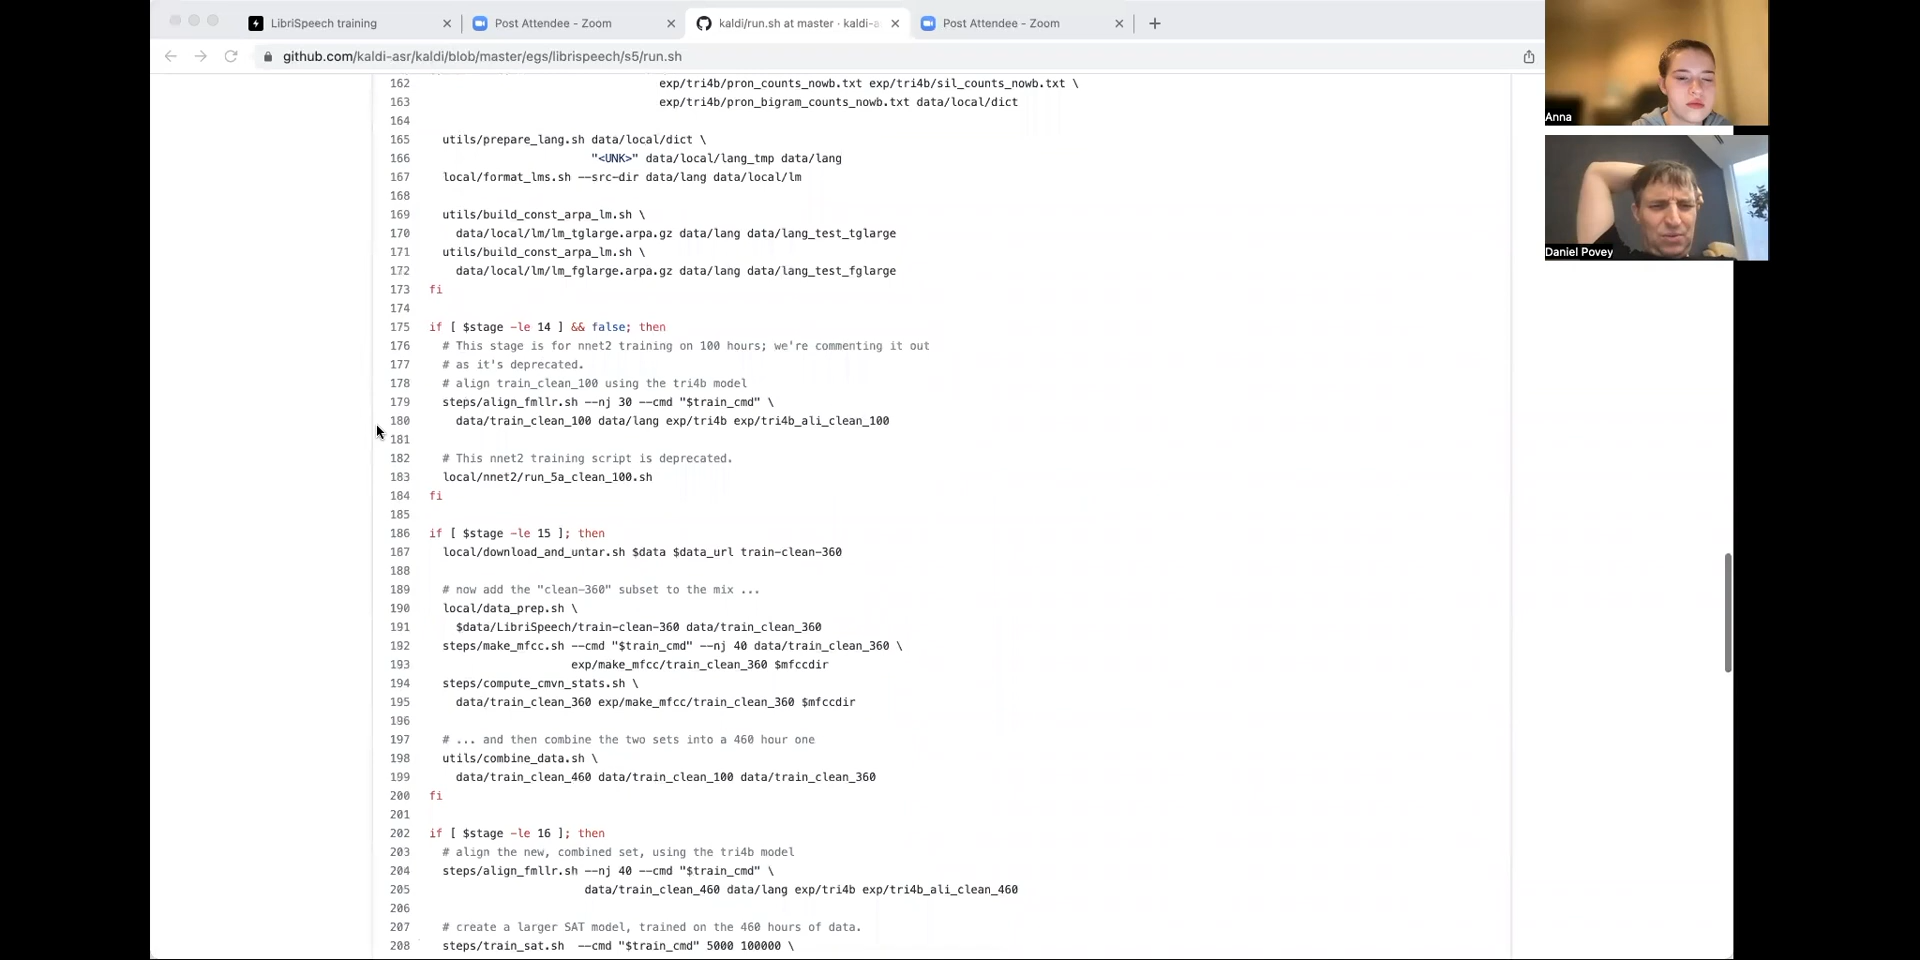 LibriSpeech training
Post Attendee - Zoom
kaldi/run.sh at master · kaldi-a
Post Attendee - Zoom
github.com/kaldi-asr/kaldi/blob/master/egs/librispeech/s5/run.sh
162 exp/tri4b/pron_counts_nowb.txt exp/tri4b/sil_counts_nowb.txt \
163 exp/tri4b/pron_bigram_counts_nowb.txt data/local/dict
164
165 utils/prepare_lang.sh data/local/dict \
166 "<UNK>" data/local/lang_tmp data/lang
167 local/format_lms.sh --src-dir data/lang data/local/lm
168
169 utils/build_const_arpa_lm.sh \
170 data/local/lm/lm_tglarge.arpa.gz data/lang data/lang_test_tglarge
171 utils/build_const_arpa_lm.sh \
172 data/local/lm/lm_fglarge.arpa.gz data/lang data/lang_test_fglarge
173 fi
174
175 if [ $stage -le 14 ] && false; then
176 # This stage is for nnet2 training on 100 hours; we're commenting it out
177 # as it's deprecated.
178 # align train_clean_100 using the tri4b model
179 steps/align_fmllr.sh --nj 30 --cmd "$train_cmd" \
180 data/train_clean_100 data/lang exp/tri4b exp/tri4b_ali_clean_100
181
182 # This nnet2 training script is deprecated.
183 local/nnet2/run_5a_clean_100.sh
184 fi
185
186 if [ $stage -le 15 ]; then
187 local/download_and_untar.sh $data $data_url train-clean-360
188
189 # now add the "clean-360" subset to the mix ...
190 local/data_prep.sh \
191 $data/LibriSpeech/train-clean-360 data/train_clean_360
192 steps/make_mfcc.sh --cmd "$train_cmd" --nj 40 data/train_clean_360 \
193 exp/make_mfcc/train_clean_360 $mfccdir
194 steps/compute_cmvn_stats.sh \
195 data/train_clean_360 exp/make_mfcc/train_clean_360 $mfccdir
196
197 # ... and then combine the two sets into a 460 hour one
198 utils/combine_data.sh \
199 data/train_clean_460 data/train_clean_100 data/train_clean_360
200 fi
201
202 if [ $stage -le 16 ]; then
203 # align the new, combined set, using the tri4b model
204 steps/align_fmllr.sh --nj 40 --cmd "$train_cmd" \
205 data/train_clean_460 data/lang exp/tri4b exp/tri4b_ali_clean_460
206
207 # create a larger SAT model, trained on the 460 hours of data.
208 steps/train_sat.sh --cmd "$train_cmd" 5000 100000 \
Anna
Daniel Povey